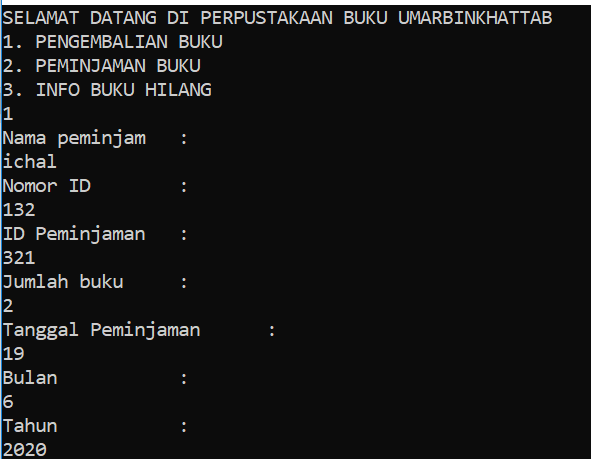 SELAMAT DATANG DI PERPUSTAKAAN BUKU UMARBINKHATTAB
1. PENGEMBALIAN BUKU
2. PEMINJAMAN BUKU
3. INFO BUKU HILANG
1
Nama peminjam   :
ichal
Nomor ID        :
132
ID Peminjaman   :
321
Jumlah buku     :
2
Tanggal Peminjaman      :
19
Bulan           :
6
Tahun           :
2020